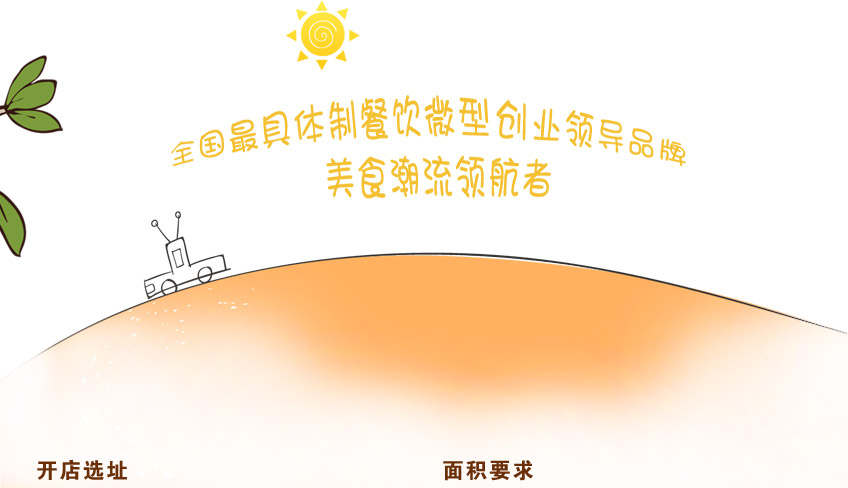 全国最具体制餐饮微型创业领导品牌
美食潮流领航者
开店选址
面积要求